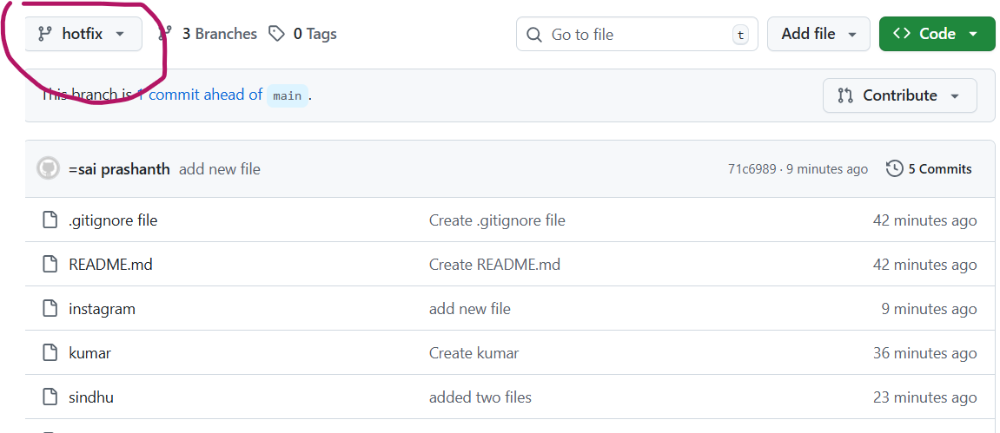 hotfix 3 Branches 0 Tags Go to file t Add file Code
This branch is 1 commit ahead of main.
Contribute
=sai prashanth add new file 71c6989 · 9 minutes ago 5 Commits
.gitignore file Create .gitignore file 42 minutes ago
README.md Create README.md 42 minutes ago
instagram add new file 9 minutes ago
kumar Create kumar 36 minutes ago
sindhu added two files 23 minutes ago